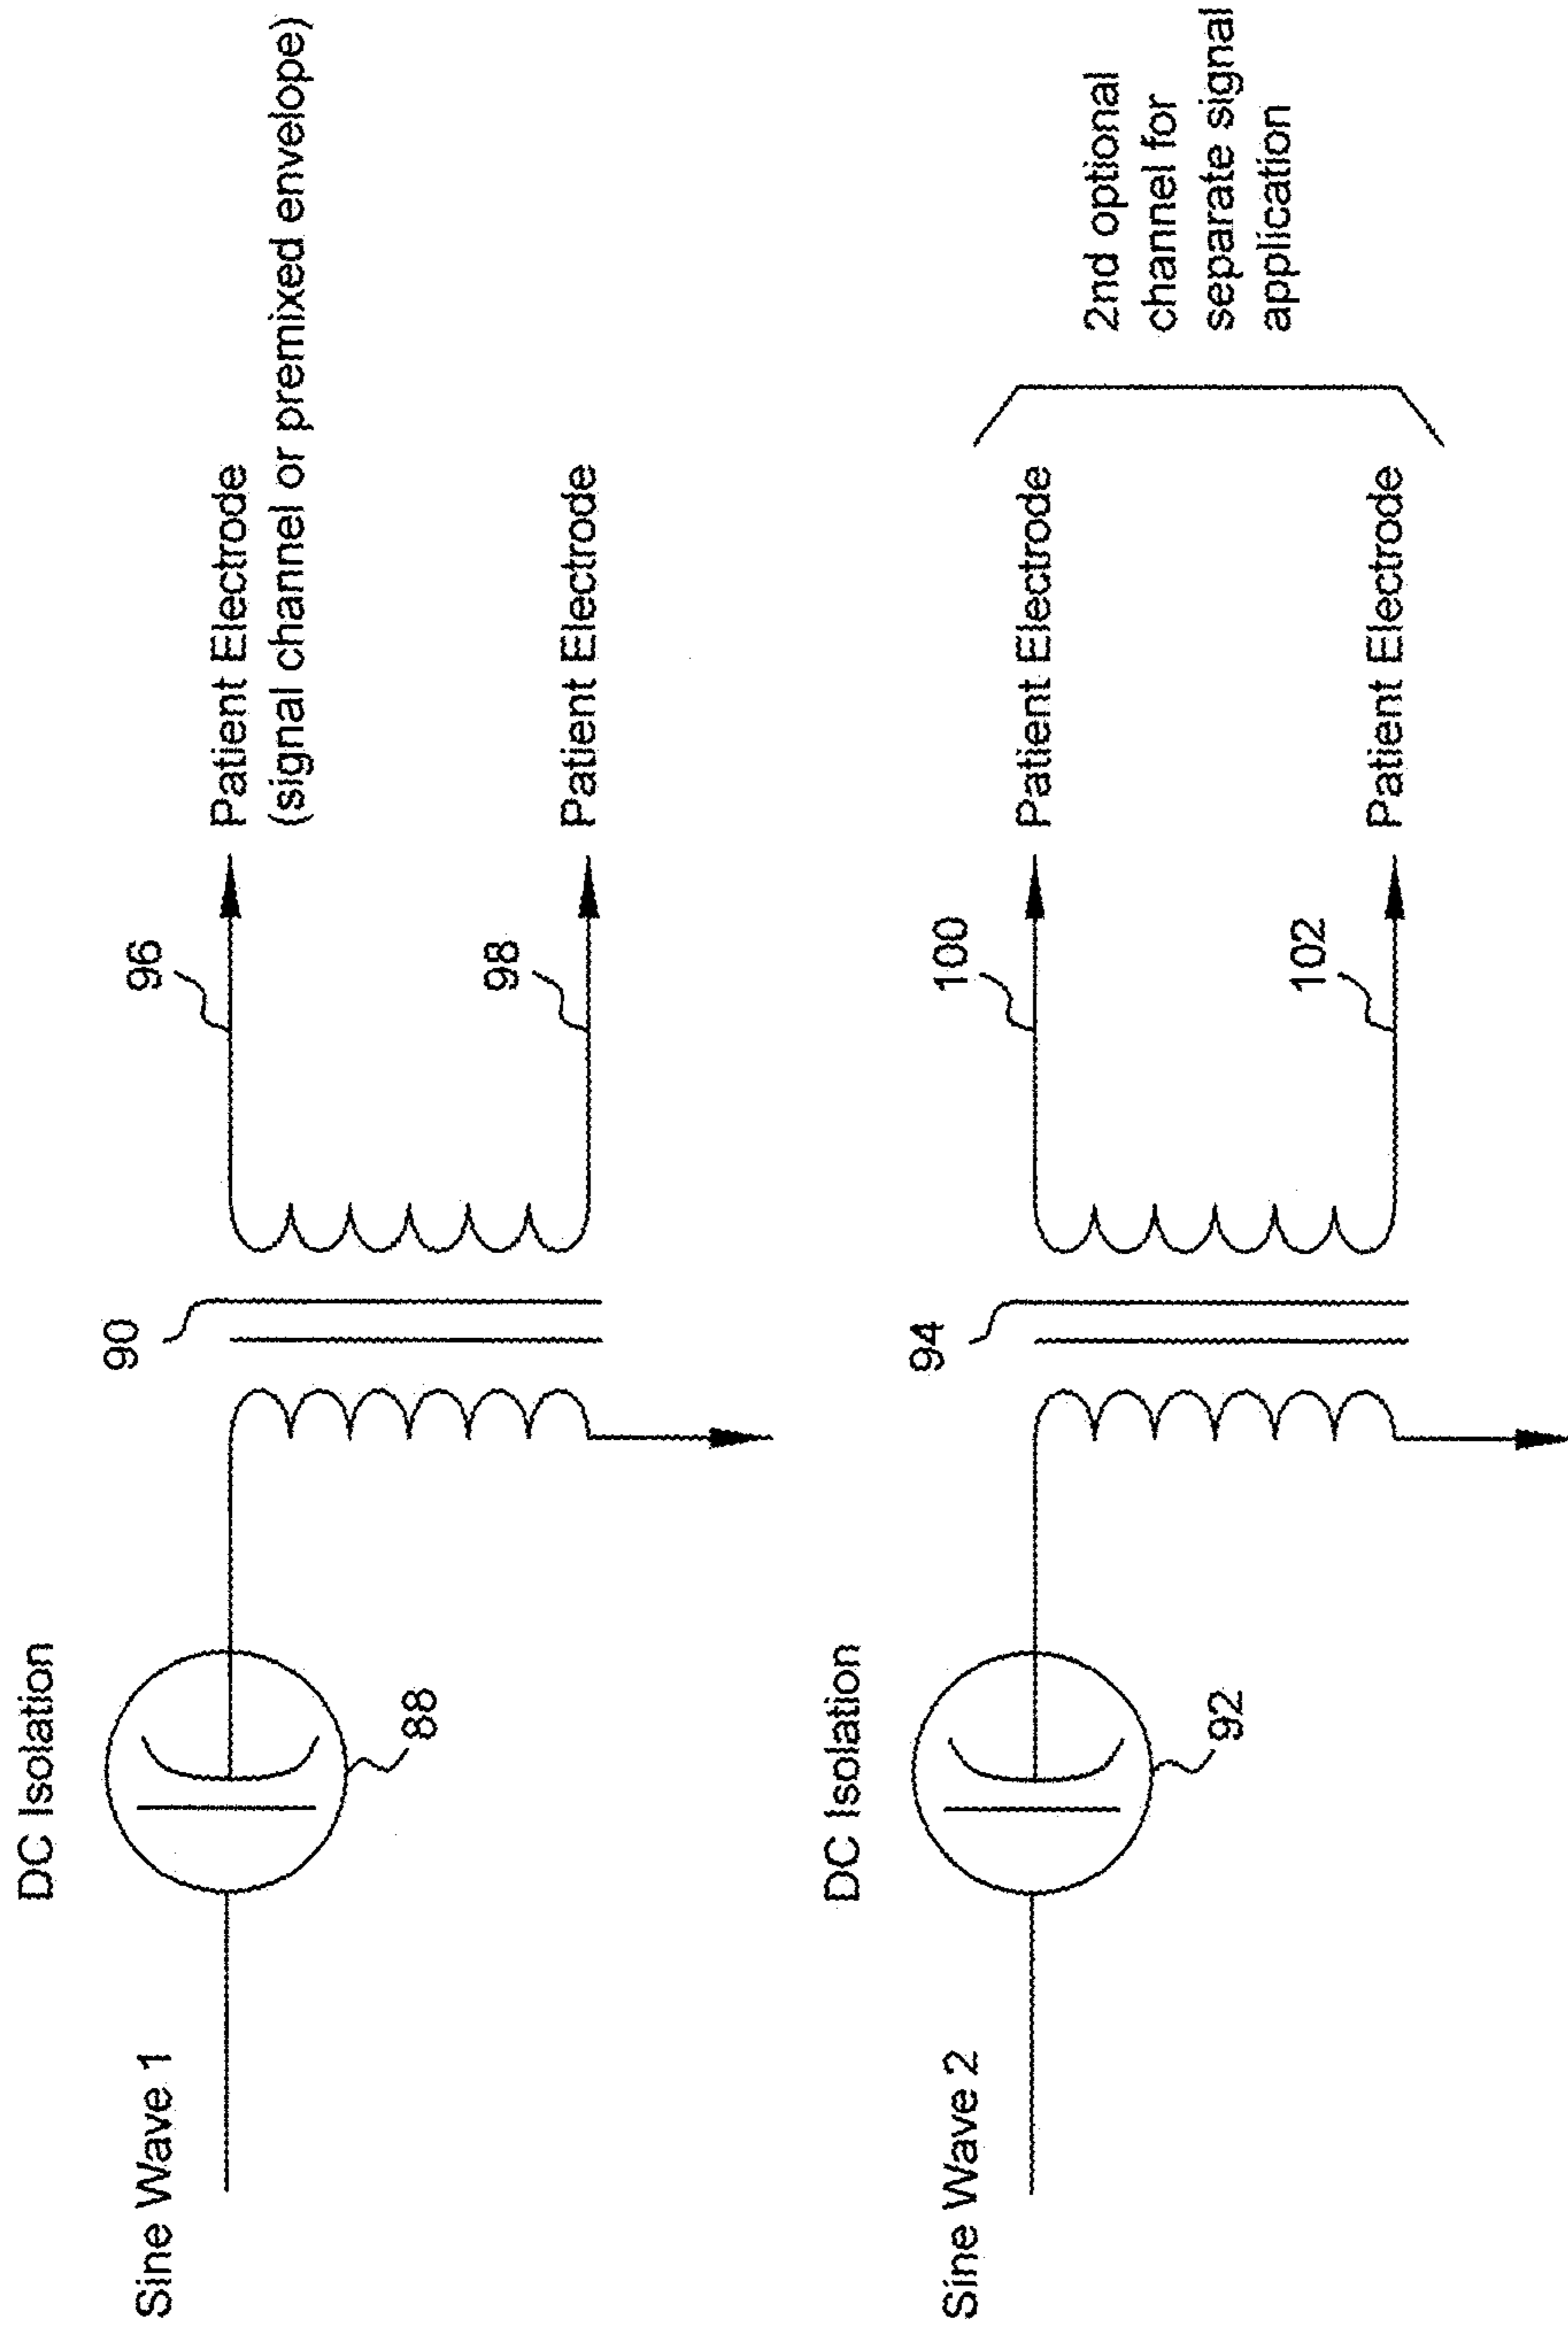 DC Isolation
Sine Wave 1
88
90
96
Patient Electrode
(signal channel or premixed envelope)
98
Patient Electrode
DC Isolation
Sine Wave 2
92
94
100
Patient Electrode
102
Patient Electrode
2nd optional
channel for
separate signal
application